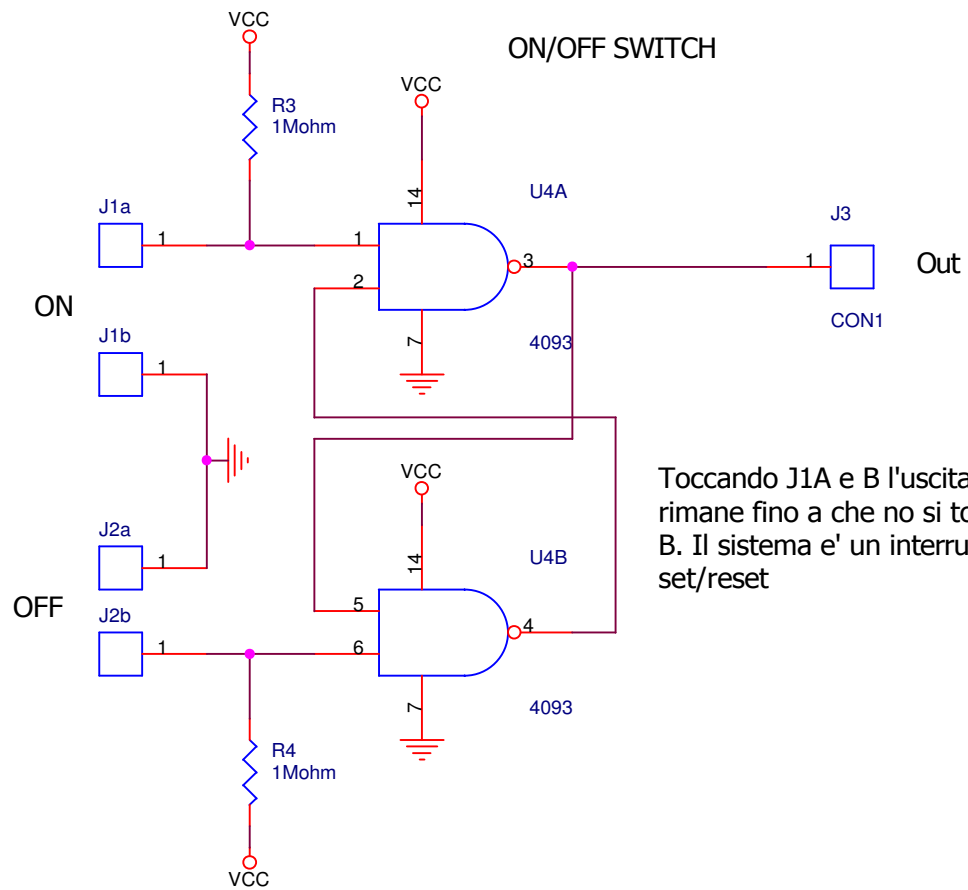 VCC
ON/OFF SWITCH
VCC
R3
1Mohm
14
U4A
J1a
J3
1
1
3
1
Out
2
ON
CON1
J1b
7
4093
1
VCC
Toccando J1A e B l'uscita
rimane fino a che no si to
B. Il sistema e' un interru
set/reset
14
U4B
J2a
1
5
OFF
J2b
4
1
6
7
4093
R4
1Mohm
VCC